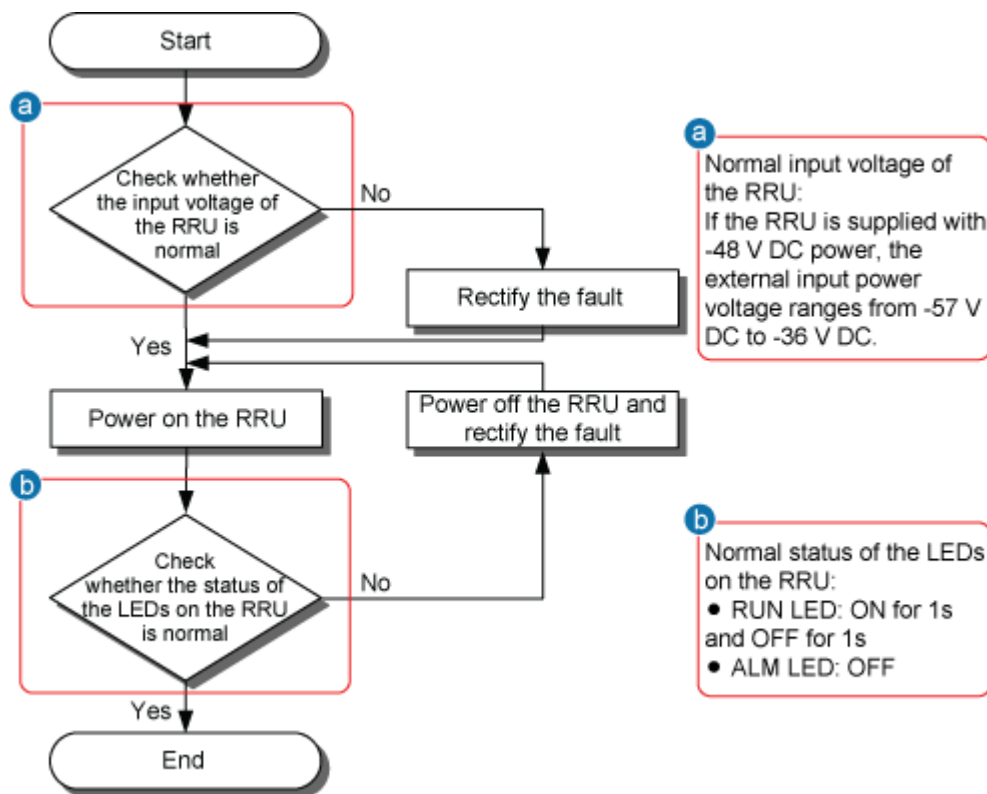 Start
a
Check whether
the input voltage of
the RRU is
normal
No
Rectify the fault
Yes
Power on the RRU
Power off the RRU and
rectify the fault
b
Check
whether the status of
the LEDs on the RRU
is normal
No
Yes
End
a
Normal input voltage of
the RRU:
If the RRU is supplied with
-48 V DC power, the
external input power
voltage ranges from -57 V
DC to -36 V DC.
b
Normal status of the LEDs
on the RRU:
● RUN LED: ON for 1s
and OFF for 1s
● ALM LED: OFF